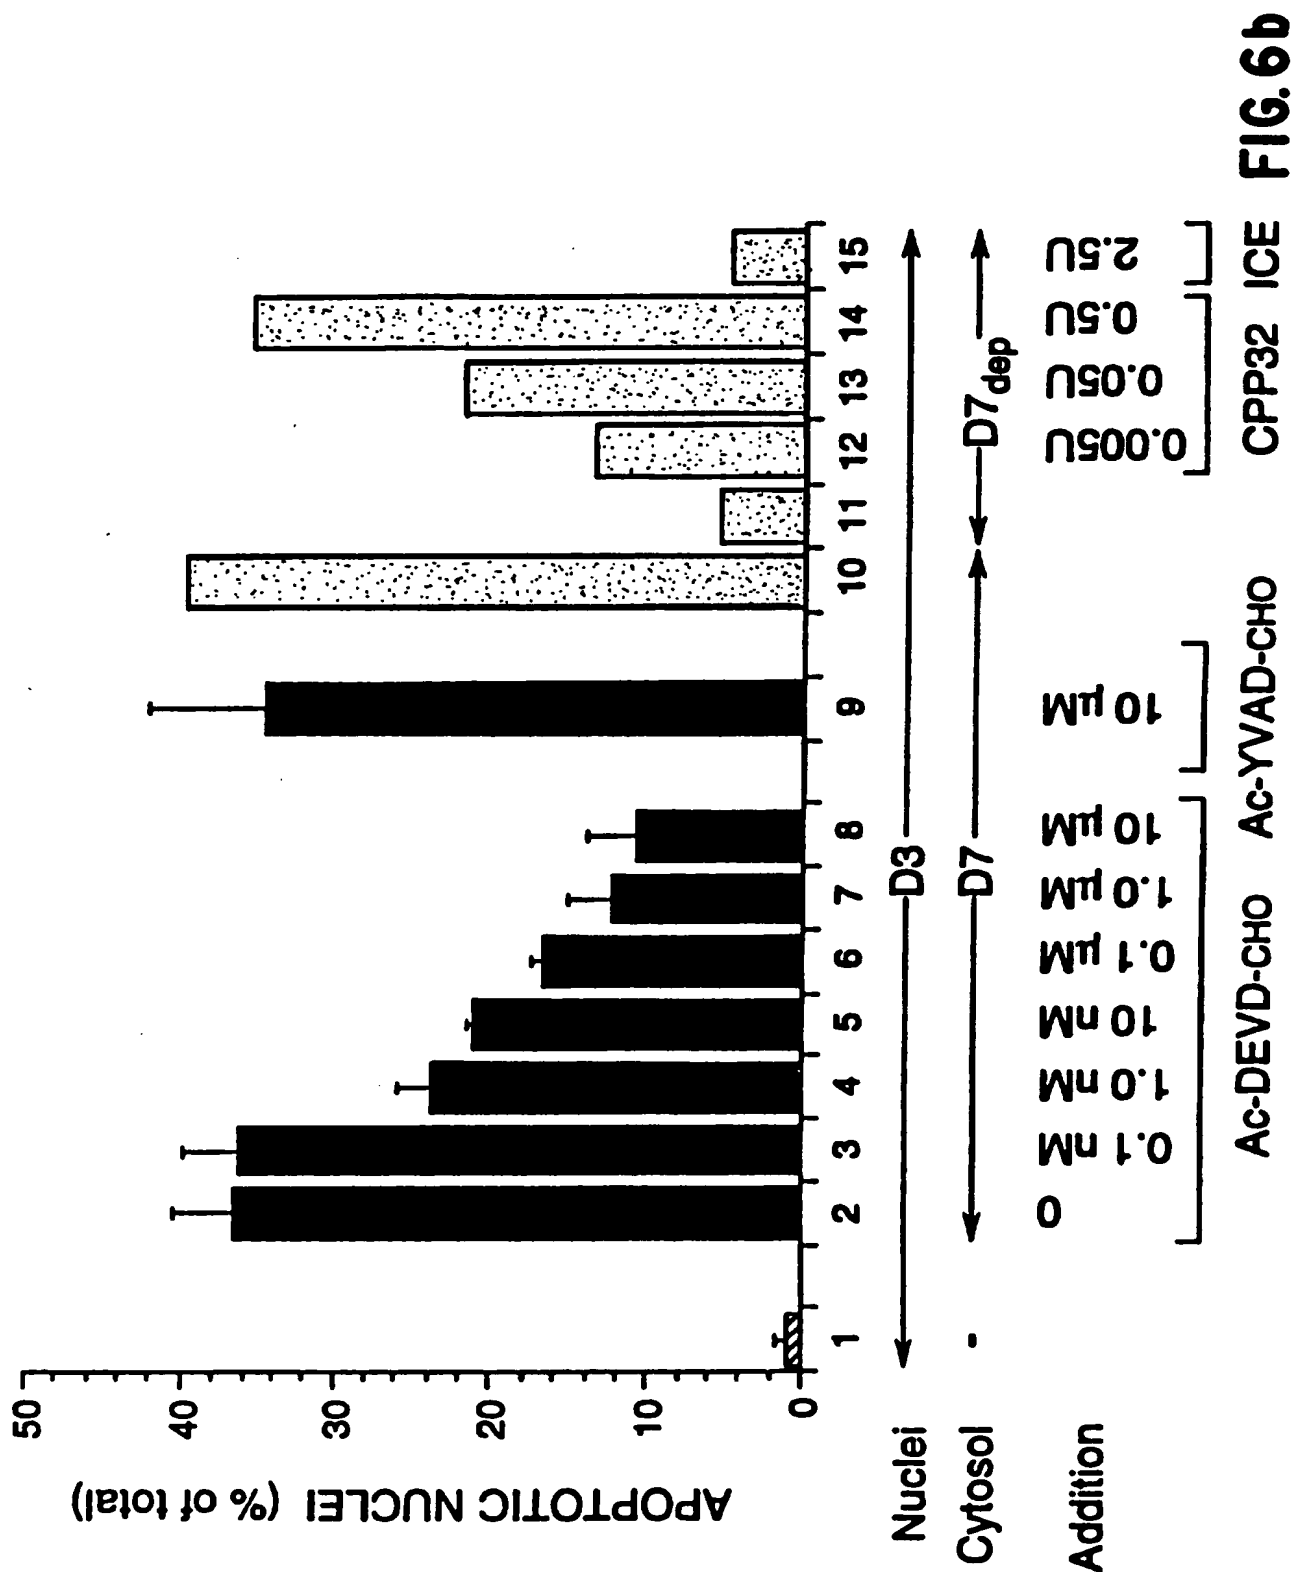 APOPTOTIC NUCLEI (% of total)
50
40
30
20
10
0
1 2 3 4 5 6 7 8 9 10 11 12 13 14 15
Nuclei D3
Cytosol - D7 D7dep
Addition 0 0.1 nM 1.0 nM 10 nM 0.1 µM 1.0 µM 10 µM 10 µM 0.005U 0.05U 0.5U 2.5U
Ac-DEVD-CHO Ac-YVAD-CHO CPP32 ICE
FIG. 6b